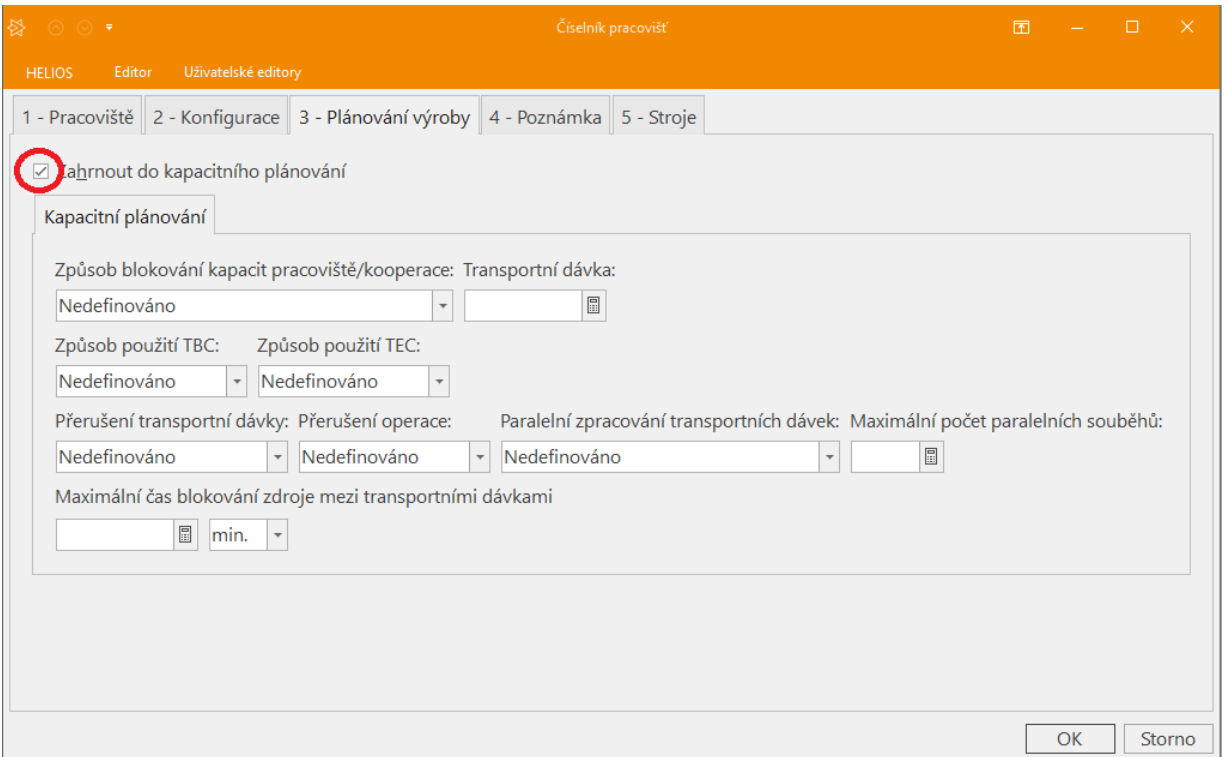 Číselník pracovišť
HELIOS Editor Uživatelské editory
1 - Pracoviště 2 - Konfigurace 3 - Plánování výroby 4 - Poznámka 5 - Stroje
Zahrnout do kapacitního plánování
Kapacitní plánování
Způsob blokování kapacit pracoviště/kooperace: Transportní dávka:
Nedefinováno
Způsob použití TBC: Způsob použití TEC:
Nedefinováno Nedefinováno
Přerušení transportní dávky: Přerušení operace: Paralelní zpracování transportních dávek: Maximální počet paralelních souběhů:
Nedefinováno Nedefinováno Nedefinováno
Maximální čas blokování zdroje mezi transportními dávkami
min.
OK Storno